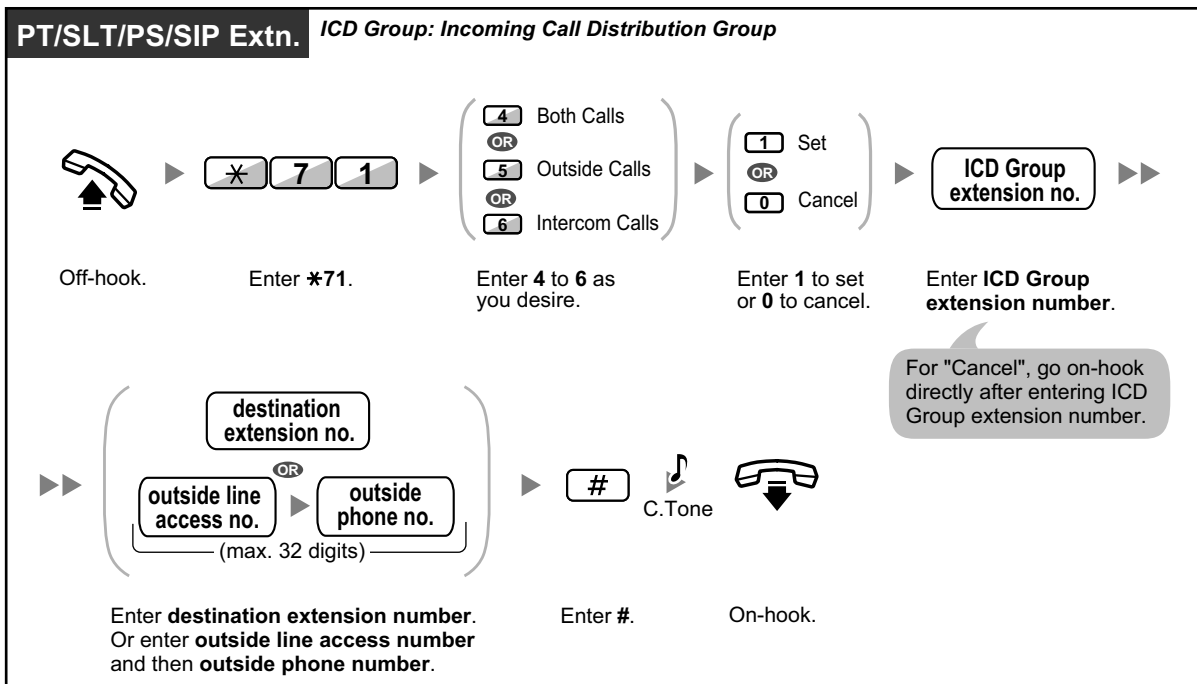 PT/SLT/PS/SIP Extn.
ICD Group: Incoming Call Distribution Group
4 Both Calls
OR
5 Outside Calls
OR
6 Intercom Calls
1 Set
OR
0 Cancel
7 1
ICD Group
extension no.
Off-hook.
Enter 71.
Enter 4 to 6 as
you desire.
Enter 1 to set
or 0 to cancel.
Enter ICD Group
extension number.
For "Cancel", go on-hook
directly after entering ICD
Group extension number.
destination
extension no.
OR
outside line
access no.
outside
phone no.
(max. 32 digits)
#
C.Tone
Enter destination extension number.
Or enter outside line access number
and then outside phone number.
Enter #.
On-hook.